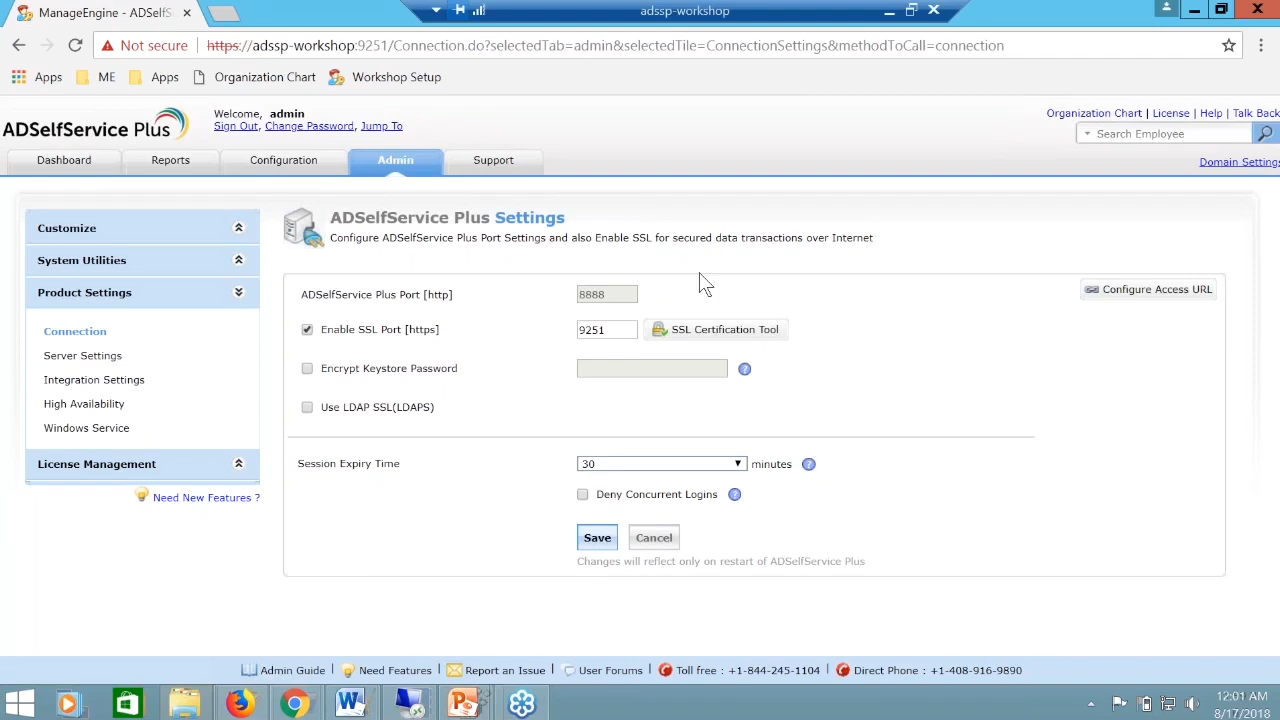 ManageEngine - ADSelfS
adssp-workshop
Not secure https://adssp-workshop:9251/Connection.do?selectedTab=admin&selectedTile=ConnectionSettings&methodToCall=connection
Apps ME Apps Organization Chart Workshop Setup
ADSelfService Plus
Welcome, admin
Sign Out, Change Password, Jump To
Organization Chart | License | Help | Talk Back
Search Employee
Dashboard Reports Configuration Admin Support
Domain Settings
Customize
System Utilities
Product Settings
Connection
Server Settings
Integration Settings
High Availability
Windows Service
License Management
Need New Features ?
ADSelfService Plus Settings
Configure ADSelfService Plus Port Settings and also Enable SSL for secured data transactions over Internet
Configure Access URL
ADSelfService Plus Port [http] 8888
Enable SSL Port [https] 9251 SSL Certification Tool
Encrypt Keystore Password ?
Use LDAP SSL(LDAPS)
Session Expiry Time 30 minutes ?
Deny Concurrent Logins ?
Save Cancel
Changes will reflect only on restart of ADSelfService Plus
Admin Guide | Need Features | Report an Issue | User Forums | Toll free : +1-844-245-1104 | Direct Phone : +1-408-916-9890
12:01 AM
8/17/2018